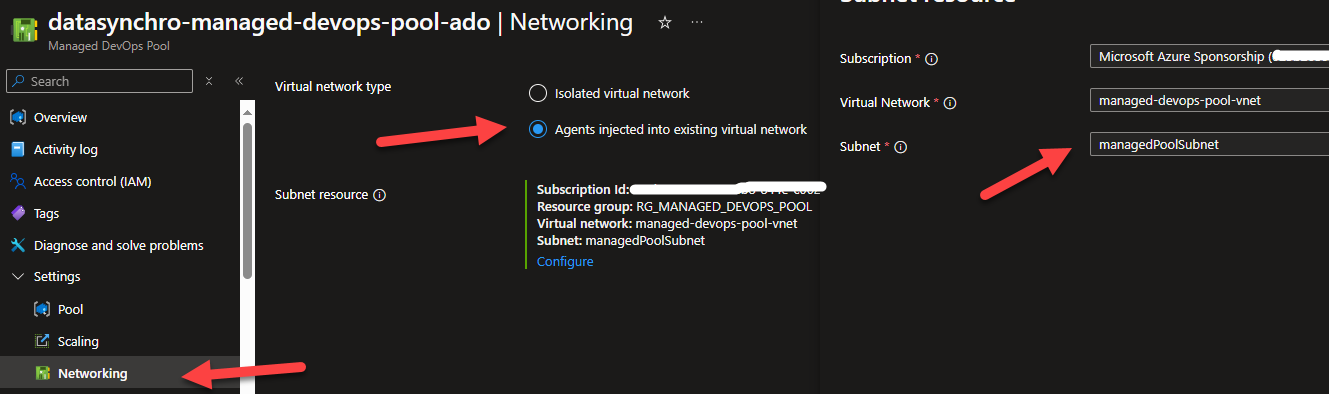 datasynchro-managed-devops-pool-ado | Networking
Managed DevOps Pool
Search
Overview
Activity log
Access control (IAM)
Tags
Diagnose and solve problems
Settings
Pool
Scaling
Networking
Virtual network type
Isolated virtual network
Agents injected into existing virtual network
Subnet resource
Subscription Id:
Resource group: RG_MANAGED_DEVOPS_POOL
Virtual network: managed-devops-pool-vnet
Subnet: managedPoolSubnet
Configure
Subnet resource
Subscription *
Microsoft Azure Sponsorship (
Virtual Network *
managed-devops-pool-vnet
Subnet *
managedPoolSubnet